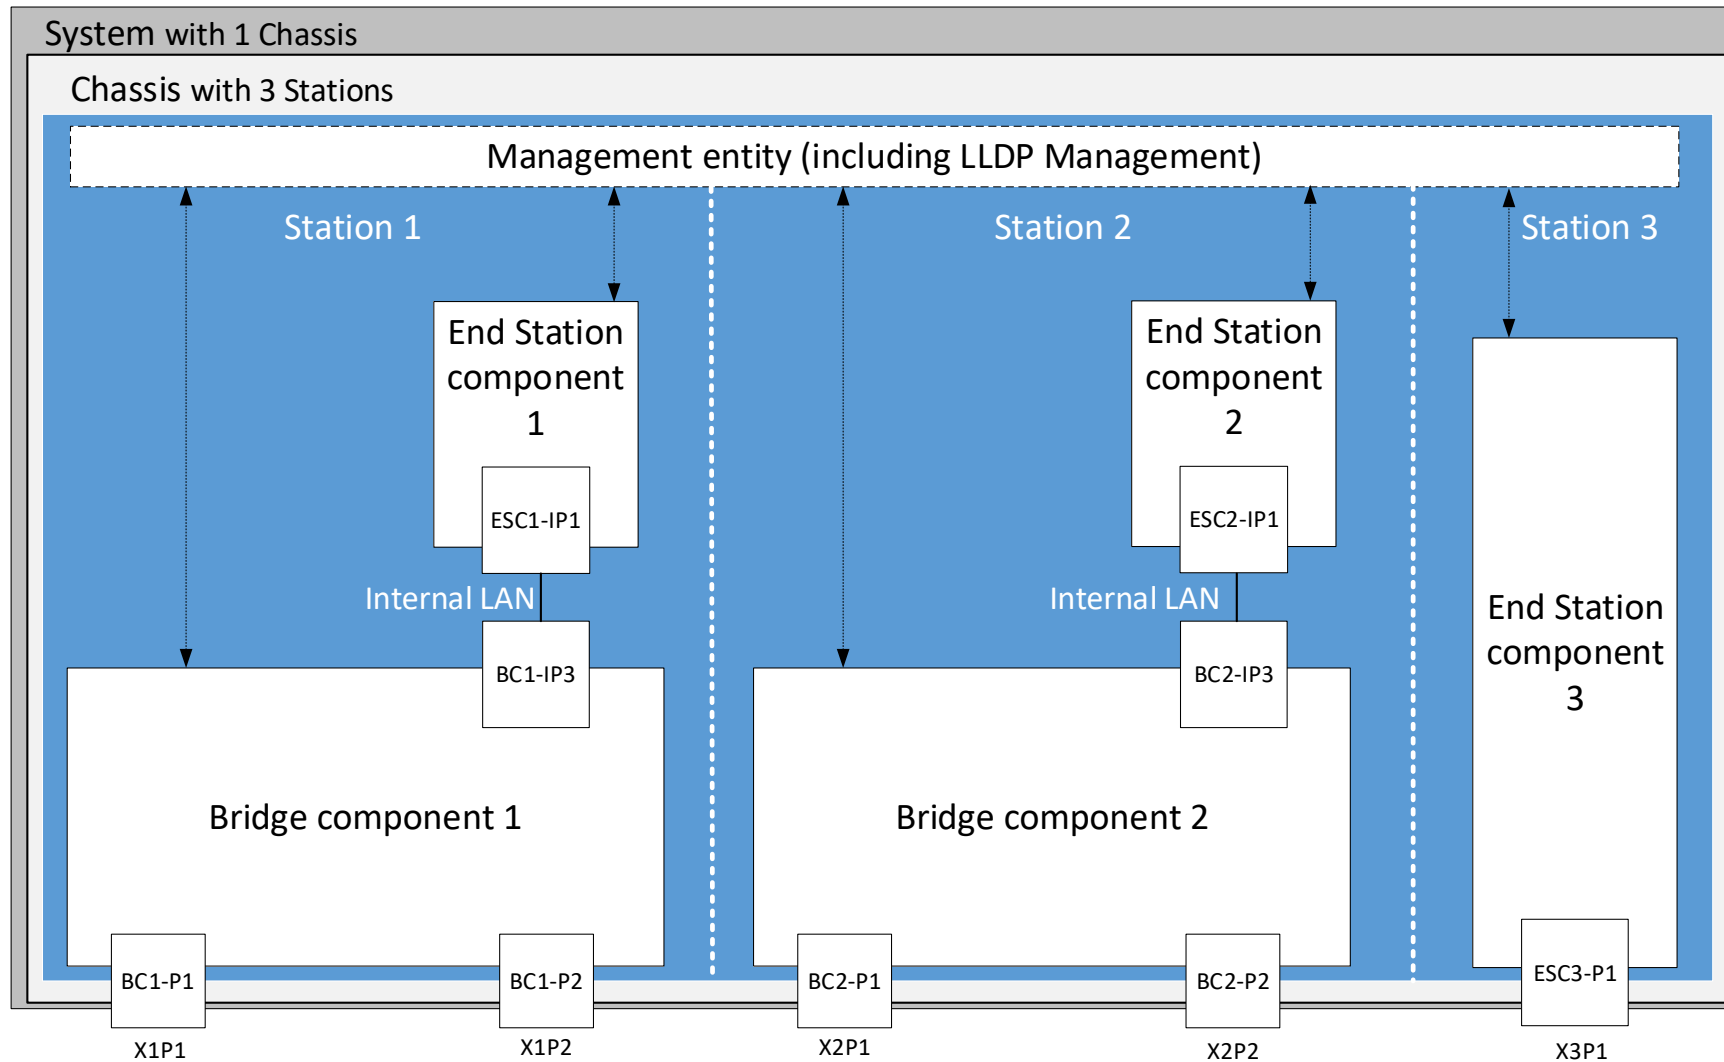 System with 1 Chassis
Chassis with 3 Stations
Management entity (including LLDP Management)
Station 1
Station 2
Station 3
End Station
component
1
End Station
component
2
ESC1-IP1
ESC2-IP1
Internal LAN
Internal LAN
End Station
component
3
BC1-IP3
BC2-IP3
Bridge component 1
Bridge component 2
BC1-P1
BC1-P2
BC2-P1
BC2-P2
ESC3-P1
X1P1
X1P2
X2P1
X2P2
X3P1